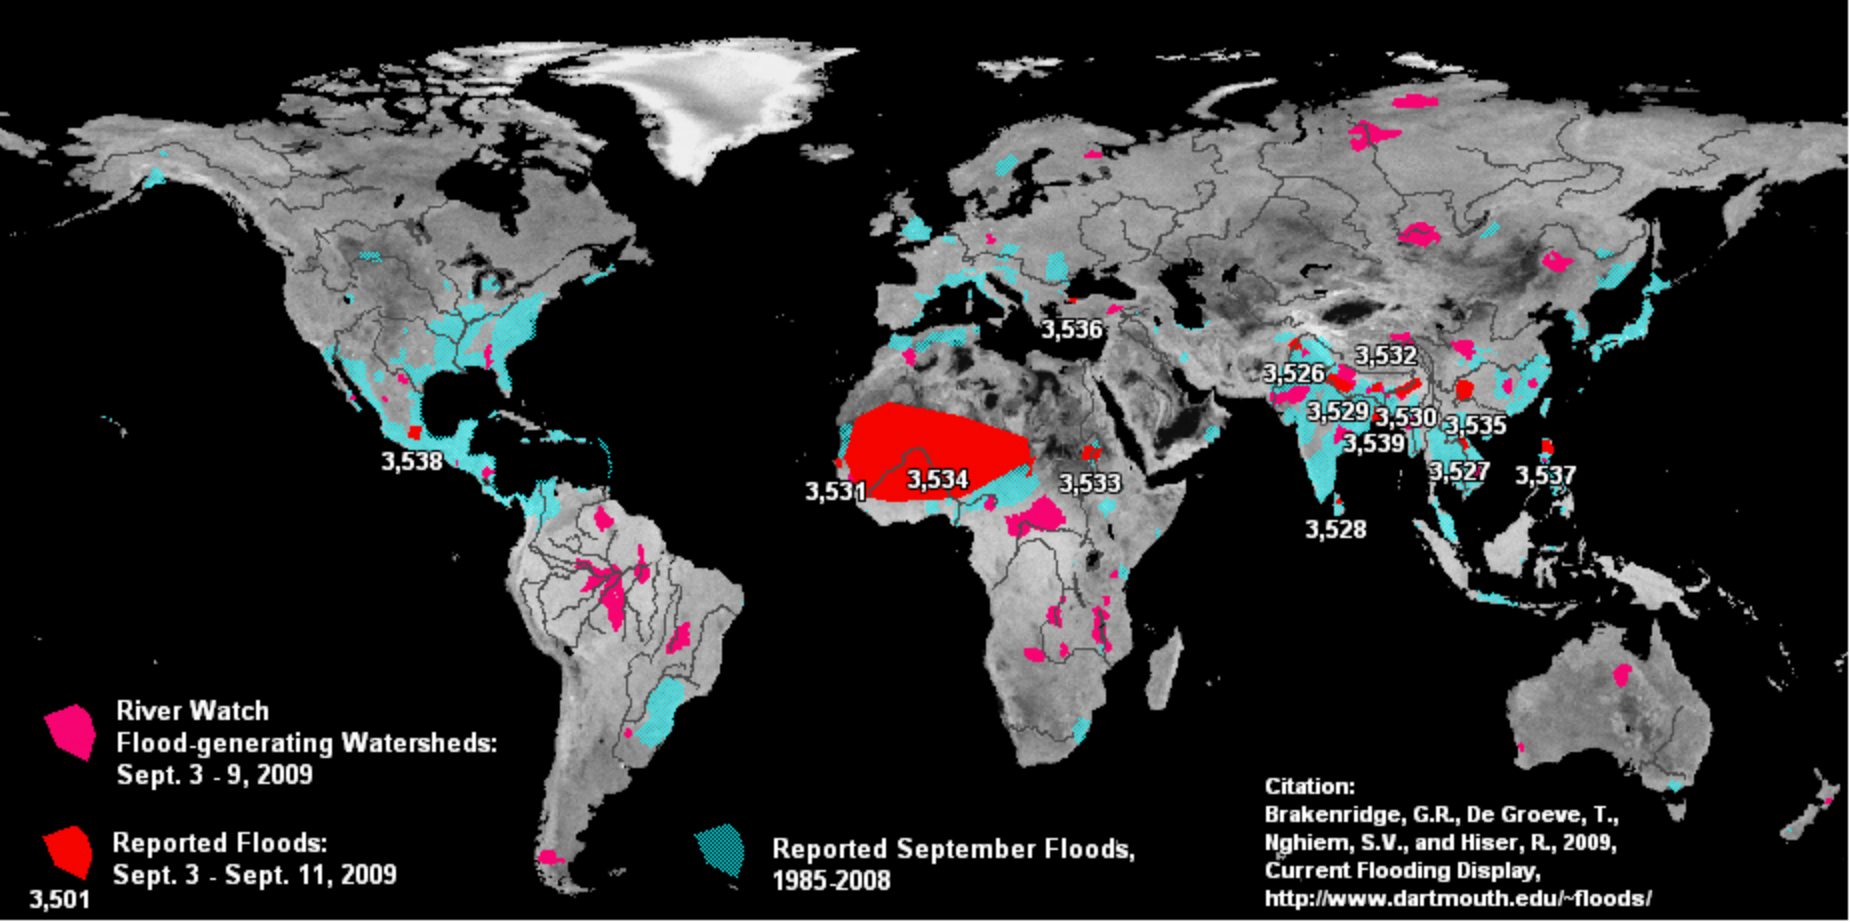 3,536
3,532
3,526
3,529
3,530
3,535
3,539
3,538
3,527
3,537
3,531
3,534
3,533
3,528
River Watch
Flood-generating Watersheds:
Sept. 3 - 9, 2009
Reported Floods:
Sept. 3 - Sept. 11, 2009
3,501
Reported September Floods,
1985-2008
Citation:
Brakenridge, G.R., De Groeve, T.,
Nghiem, S.V., and Hiser, R., 2009,
Current Flooding Display,
http://www.dartmouth.edu/~floods/